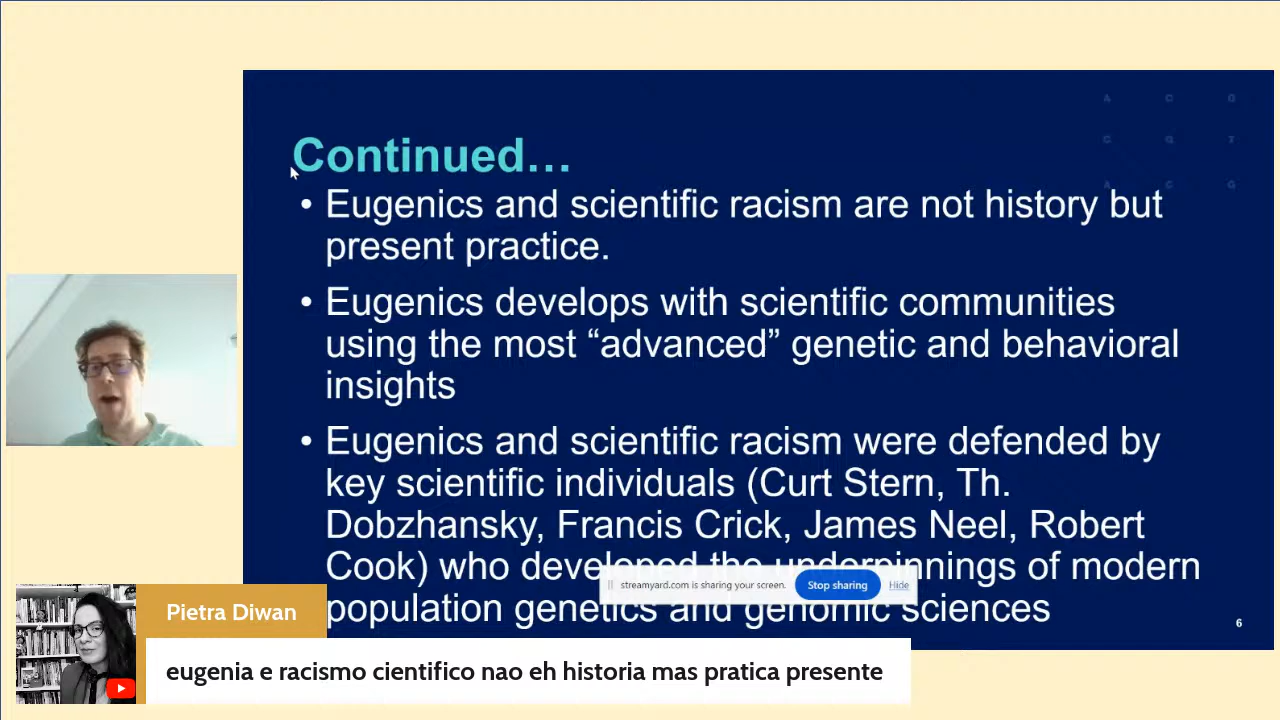 A C O
C G T
A C G
Continued…
• Eugenics and scientific racism are not history but
present practice.
• Eugenics develops with scientific communities
using the most “advanced” genetic and behavioral
insights
• Eugenics and scientific racism were defended by
key scientific individuals (Curt Stern, Th.
Dobzhansky, Francis Crick, James Neel, Robert
Cook) who developed the underpinnings of modern
streamyard.com is sharing your screen. Stop sharing Hide
population genetics and genomic sciences
6
Pietra Diwan
eugenia e racismo cientifico nao eh historia mas pratica presente